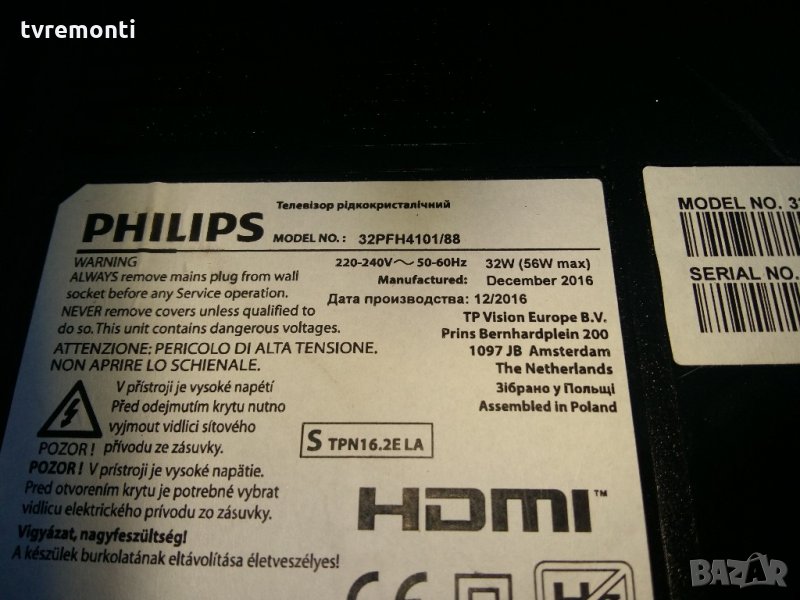 tvremonti
Телевізор рідкокристалічний
PHILIPS MODEL NO.: 32PFH4101/88
WARNING
ALWAYS remove mains plug from wall
socket before any Service operation.
NEVER remove covers unless qualified to
do so. This unit contains dangerous voltages.
ATTENZIONE: PERICOLO DI ALTA TENSIONE.
NON APRIRE LO SCHIENALE.
V přístroji je vysoké napětí
Před odejmutím krytu nutno
vyjmout vidlici síťového
POZOR! přívodu ze zásuvky.
POZOR! V prístroji je vysoké napätie.
Pred otvorením krytu je potrebné vybrat
vidlicu elektrického prívodu zo zásuvky.
Vigyázat, nagyfeszültség!
A készülek burkolatának eltávolítása életveszélyes!
220-240V~ 50-60Hz 32W (56W max)
Manufactured: December 2016
Дата производства: 12/2016
TP Vision Europe B.V.
Prins Bernhardplein 200
1097 JB Amsterdam
The Netherlands
Зібрано у Польщі
Assembled in Poland
S TPN16.2E LA
HDMI™
CE
MODEL NO. 3
SERIAL NO.
BAZAR